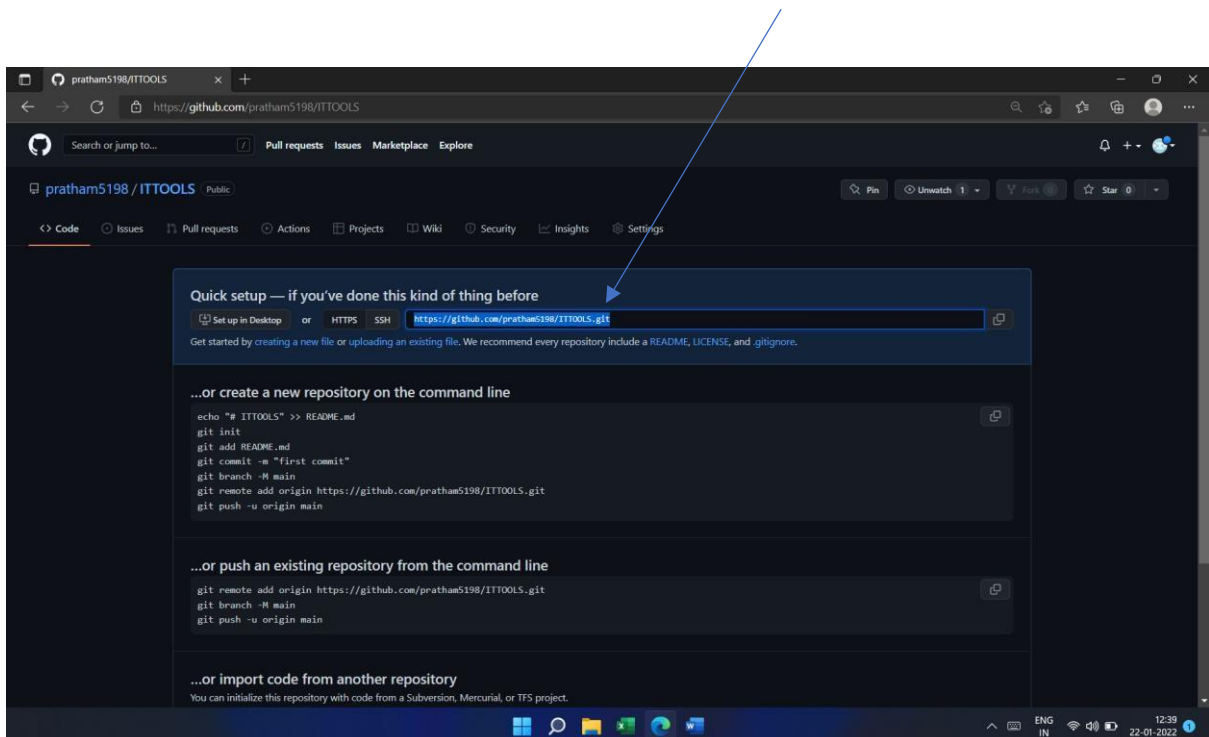 pratham5198/ITTOOLS
https://github.com/pratham5198/ITTOOLS
Search or jump to...
/
Pull requests Issues Marketplace Explore
pratham5198 / ITTOOLS Public
Pin
Unwatch 1
Fork 0
Star 0
<> Code Issues Pull requests Actions Projects Wiki Security Insights Settings
Quick setup — if you've done this kind of thing before
Set up in Desktop or HTTPS SSH https://github.com/pratham5198/ITTOOLS.git
Get started by creating a new file or uploading an existing file. We recommend every repository include a README, LICENSE, and .gitignore.
...or create a new repository on the command line
echo "# ITTOOLS" >> README.md
git init
git add README.md
git commit -m "first commit"
git branch -M main
git remote add origin https://github.com/pratham5198/ITTOOLS.git
git push -u origin main
...or push an existing repository from the command line
git remote add origin https://github.com/pratham5198/ITTOOLS.git
git branch -M main
git push -u origin main
...or import code from another repository
You can initialize this repository with code from a Subversion, Mercurial, or TFS project.
ENG
IN
12:39
22-01-2022
1